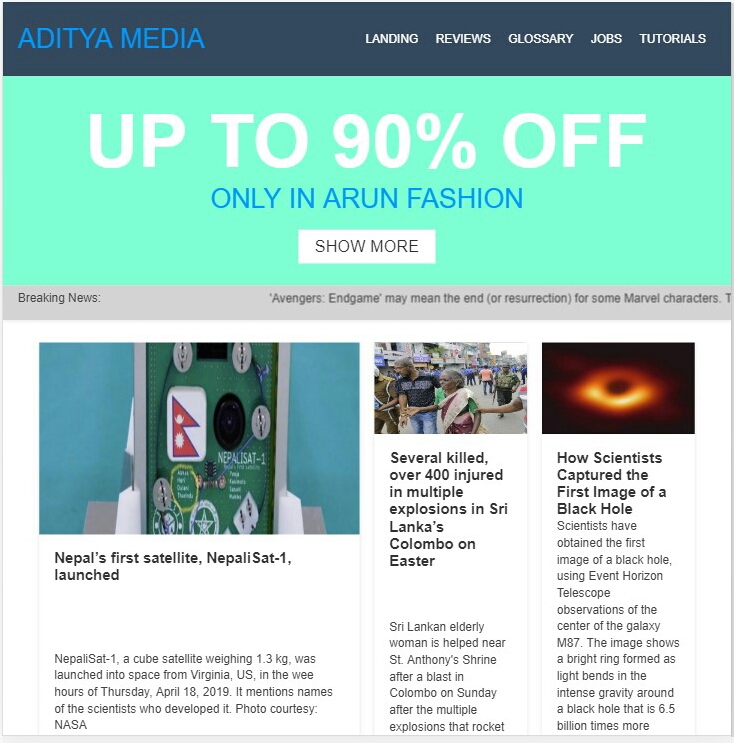 ADITYA MEDIA
LANDING REVIEWS GLOSSARY JOBS TUTORIALS
UP TO 90% OFF
ONLY IN ARUN FASHION
SHOW MORE
Breaking News:
'Avengers: Endgame' may mean the end (or resurrection) for some Marvel characters. T
NEPALISAT-1
Nepal's first satellite, NepaliSat-1,
launched
NepaliSat-1, a cube satellite weighing 1.3 kg, was
launched into space from Virginia, US, in the wee
hours of Thursday, April 18, 2019. It mentions names
of the scientists who developed it. Photo courtesy:
NASA
Several killed,
over 400 injured
in multiple
explosions in Sri
Lanka's
Colombo on
Easter
Sri Lankan elderly
woman is helped near
St. Anthony's Shrine
after a blast in
Colombo on Sunday
after the multiple
explosions that rocket
How Scientists
Captured the
First Image of a
Black Hole
Scientists have
obtained the first
image of a black hole,
using Event Horizon
Telescope
observations of the
center of the galaxy
M87. The image shows
a bright ring formed as
light bends in the
intense gravity around
a black hole that is 6.5
billion times more